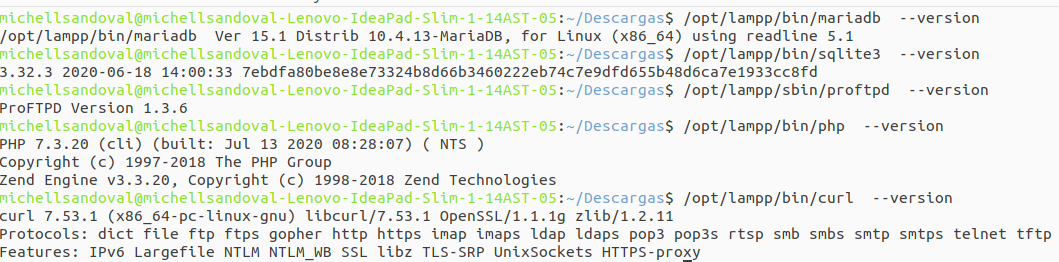 michellsandoval@michellsandoval-Lenovo-IdeaPad-Slim-1-14AST-05:~/Descargas$ /opt/lampp/bin/mariadb  --version
/opt/lampp/bin/mariadb  Ver 15.1 Distrib 10.4.13-MariaDB, for Linux (x86_64) using readline 5.1
michellsandoval@michellsandoval-Lenovo-IdeaPad-Slim-1-14AST-05:~/Descargas$ /opt/lampp/bin/sqlite3  --version
3.32.3 2020-06-18 14:00:33 7ebdfa80be8e8e73324b8d66b3460222eb74c7e9dfd655b48d6ca7e1933cc8fd
michellsandoval@michellsandoval-Lenovo-IdeaPad-Slim-1-14AST-05:~/Descargas$ /opt/lampp/sbin/proftpd  --version
ProFTPD Version 1.3.6
michellsandoval@michellsandoval-Lenovo-IdeaPad-Slim-1-14AST-05:~/Descargas$ /opt/lampp/bin/php  --version
PHP 7.3.20 (cli) (built: Jul 13 2020 08:28:07) ( NTS )
Copyright (c) 1997-2018 The PHP Group
Zend Engine v3.3.20, Copyright (c) 1998-2018 Zend Technologies
michellsandoval@michellsandoval-Lenovo-IdeaPad-Slim-1-14AST-05:~/Descargas$ /opt/lampp/bin/curl  --version
curl 7.53.1 (x86_64-pc-linux-gnu) libcurl/7.53.1 OpenSSL/1.1.1g zlib/1.2.11
Protocols: dict file ftp ftps gopher http https imap imaps ldap ldaps pop3 pop3s rtsp smb smbs smtp smtps telnet tftp
Features: IPv6 Largefile NTLM NTLM_WB SSL libz TLS-SRP UnixSockets HTTPS-proxy